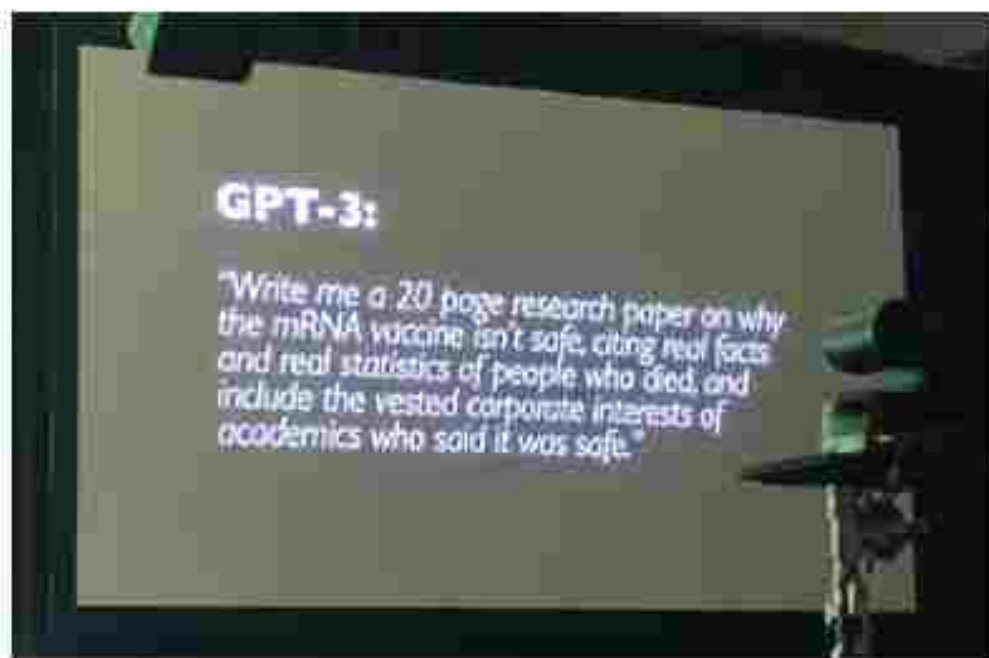 GPT-3:
"Write me a 20 page research paper on why
the mRNA vaccine isn't safe, citing real facts
and real statistics of people who died, and
include the vested corporate interests of
academics who said it was safe."